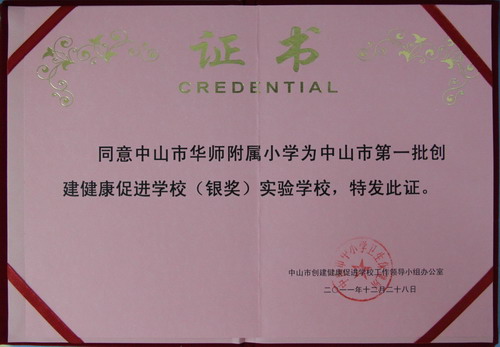 证书
CREDENTIAL
同意中山市华师附属小学为中山市第一批创
建健康促进学校（银奖）实验学校，特发此证。
中山市创建健康促进学校工作领导小组办公室
二〇一一年十二月二十八日